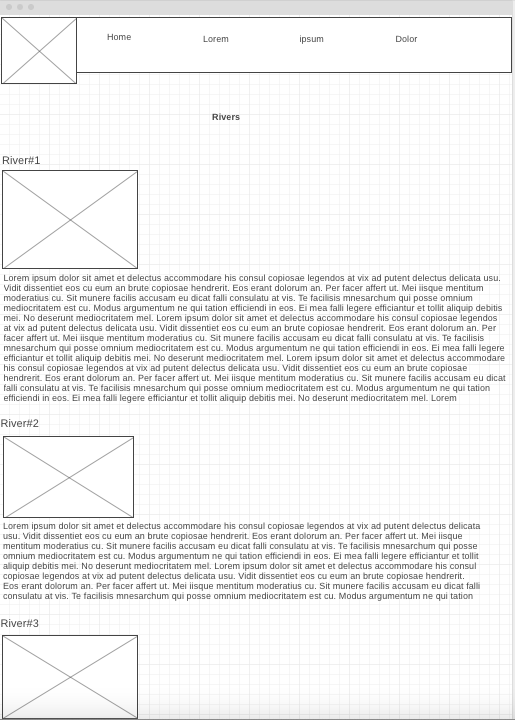 Home
Lorem
ipsum
Dolor
Rivers
River#1
Lorem ipsum dolor sit amet et delectus accommodare his consul copiosae legendos at vix ad putent delectus delicata usu.
Vidit dissentiet eos cu eum an brute copiosae hendrerit. Eos erant dolorum an. Per facer affert ut. Mei iisque mentitum
moderatius cu. Sit munere facilis accusam eu dicat falli consulatu at vis. Te facilisis mnesarchum qui posse omnium
mediocritatem est cu. Modus argumentum ne qui tation efficiendi in eos. Ei mea falli legere efficiantur et tollit aliquip debitis
mei. No deserunt mediocritatem mel. Lorem ipsum dolor sit amet et delectus accommodare his consul copiosae legendos
at vix ad putent delectus delicata usu. Vidit dissentiet eos cu eum an brute copiosae hendrerit. Eos erant dolorum an. Per
facer affert ut. Mei iisque mentitum moderatius cu. Sit munere facilis accusam eu dicat falli consulatu at vis. Te facilisis
mnesarchum qui posse omnium mediocritatem est cu. Modus argumentum ne qui tation efficiendi in eos. Ei mea falli legere
efficiantur et tollit aliquip debitis mei. No deserunt mediocritatem mel. Lorem ipsum dolor sit amet et delectus accommodare
his consul copiosae legendos at vix ad putent delectus delicata usu. Vidit dissentiet eos cu eum an brute copiosae
hendrerit. Eos erant dolorum an. Per facer affert ut. Mei iisque mentitum moderatius cu. Sit munere facilis accusam eu dicat
falli consulatu at vis. Te facilisis mnesarchum qui posse omnium mediocritatem est cu. Modus argumentum ne qui tation
efficiendi in eos. Ei mea falli legere efficiantur et tollit aliquip debitis mei. No deserunt mediocritatem mel. Lorem
River#2
Lorem ipsum dolor sit amet et delectus accommodare his consul copiosae legendos at vix ad putent delectus delicata
usu. Vidit dissentiet eos cu eum an brute copiosae hendrerit. Eos erant dolorum an. Per facer affert ut. Mei iisque
mentitum moderatius cu. Sit munere facilis accusam eu dicat falli consulatu at vis. Te facilisis mnesarchum qui posse
omnium mediocritatem est cu. Modus argumentum ne qui tation efficiendi in eos. Ei mea falli legere efficiantur et tollit
aliquip debitis mei. No deserunt mediocritatem mel. Lorem ipsum dolor sit amet et delectus accommodare his consul
copiosae legendos at vix ad putent delectus delicata usu. Vidit dissentiet eos cu eum an brute copiosae hendrerit.
Eos erant dolorum an. Per facer affert ut. Mei iisque mentitum moderatius cu. Sit munere facilis accusam eu dicat falli
consulatu at vis. Te facilisis mnesarchum qui posse omnium mediocritatem est cu. Modus argumentum ne qui tation
River#3